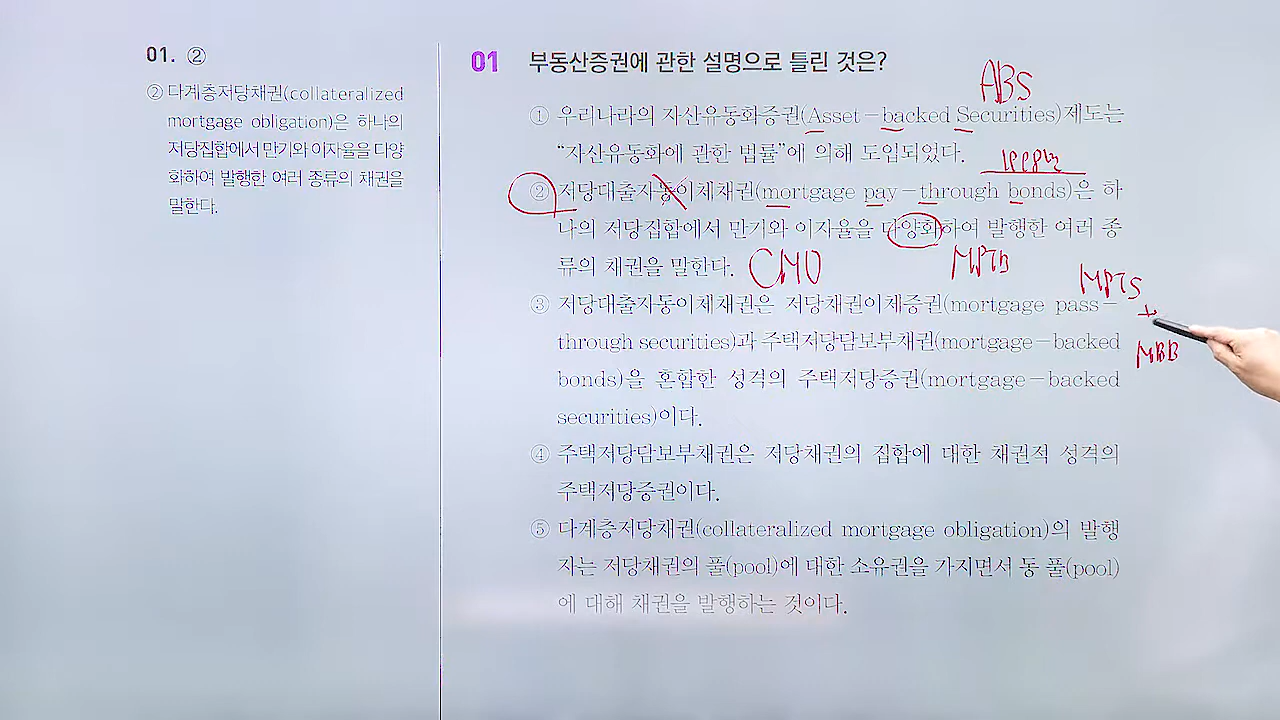 01. ②
② 다계층저당채권(collateralized
mortgage obligation)은 하나의
저당집합에서 만기와 이자율을 다양
화하여 발행한 여러 종류의 채권을
말한다.
01 부동산증권에 관한 설명으로 틀린 것은?
ABS
① 우리나라의 자산유동화증권(Asset-backed Securities)제도는
“자산유동화에 관한 법률”에 의해 도입되었다.
② 저당대출자동이체채권(mortgage pay-through bonds)은 하
나의 저당집합에서 만기와 이자율을 다양화하여 발행한 여러 종
류의 채권을 말한다. CMO MPTB
MPTS
③ 저당대출자동이체채권은 저당채권이체증권(mortgage pass-
+
through securities)과 주택저당담보부채권(mortgage-backed
MBB
bonds)을 혼합한 성격의 주택저당증권(mortgage-backed
securities)이다.
④ 주택저당담보부채권은 저당채권의 집합에 대한 채권적 성격의
주택저당증권이다.
⑤ 다계층저당채권(collateralized mortgage obligation)의 발행
자는 저당채권의 풀(pool)에 대한 소유권을 가지면서 동 풀(pool)
에 대해 채권을 발행하는 것이다.